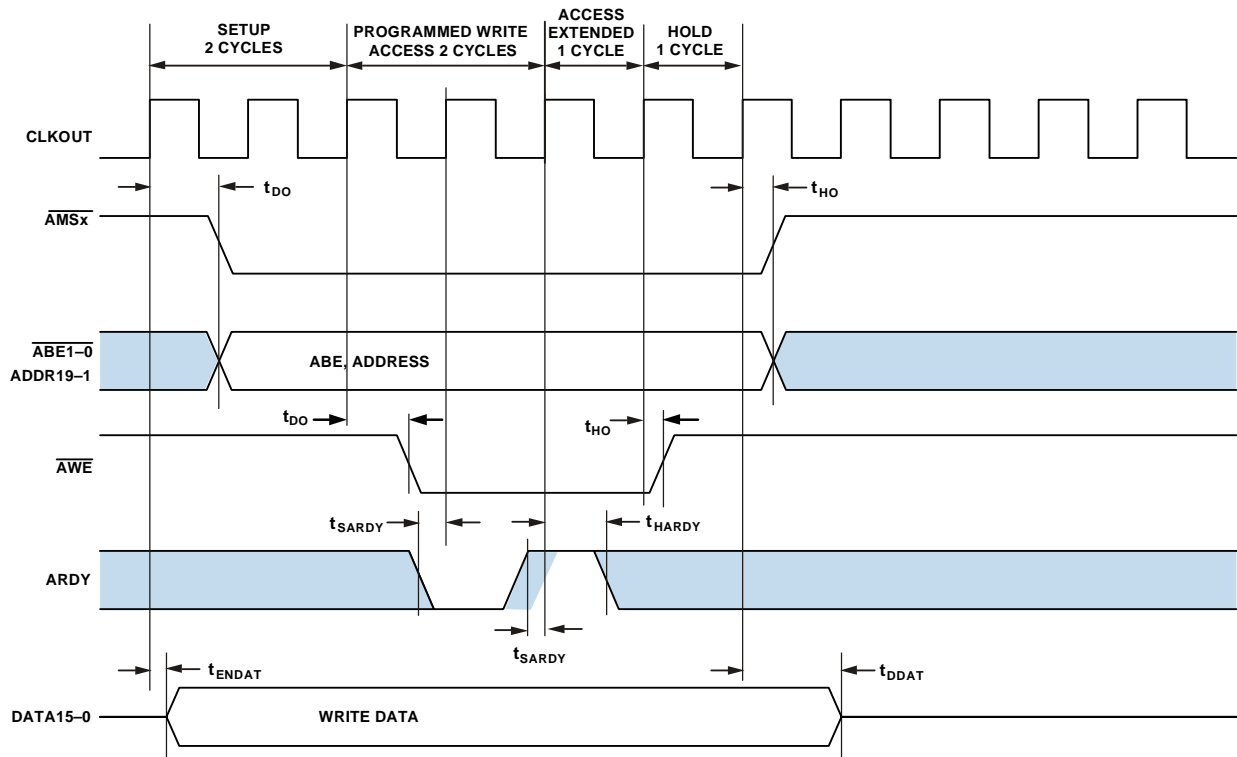 SETUP
2 CYCLES
PROGRAMMED WRITE
ACCESS 2 CYCLES
ACCESS
EXTENDED
1 CYCLE
HOLD
1 CYCLE
CLKOUT
tDO
tHO
AMSx
ABE1–0
ADDR19–1
ABE, ADDRESS
tDO
tHO
AWE
tSARDY
tHARDY
ARDY
tSARDY
tENDAT
tDDAT
DATA15–0
WRITE DATA